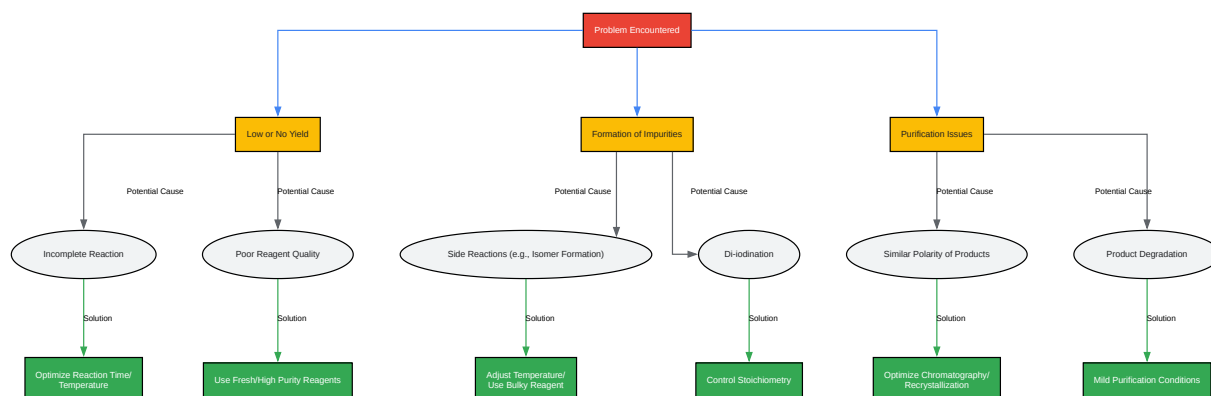 Problem Encountered
Low or No Yield
Formation of Impurities
Purification Issues
Potential Cause
Potential Cause
Potential Cause
Potential Cause
Potential Cause
Potential Cause
Incomplete Reaction
Poor Reagent Quality
Side Reactions (e.g., Isomer Formation)
Di-iodination
Similar Polarity of Products
Product Degradation
Solution
Solution
Solution
Solution
Solution
Solution
Optimize Reaction Time/
Temperature
Use Fresh/High Purity Reagents
Adjust Temperature/
Use Bulky Reagent
Control Stoichiometry
Optimize Chromatography/
Recrystallization
Mild Purification Conditions